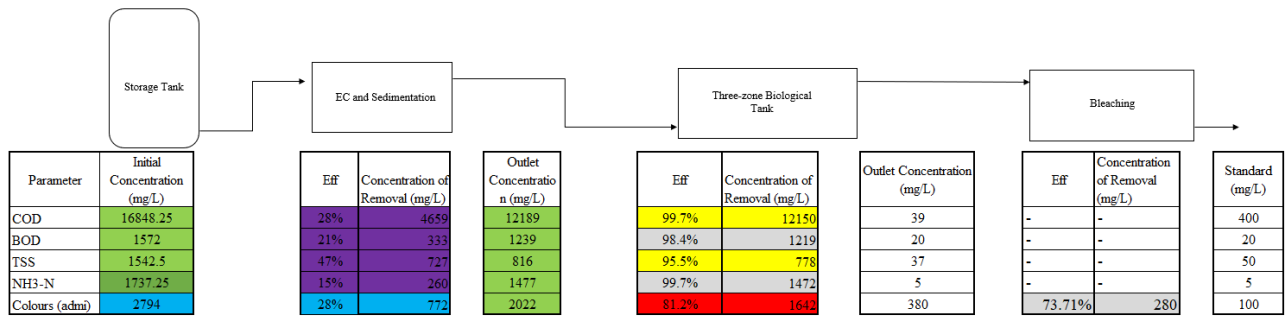 Storage Tank
EC and Sedimentation
Three-zone Biological
Tank
Bleaching
Parameter
Initial
Concentration
(mg/L)
Eff
Concentration of
Removal (mg/L)
Outlet
Concentratio
n (mg/L)
Eff
Concentration of
Removal (mg/L)
Outlet Concentration
(mg/L)
Eff
Concentration
of Removal
(mg/L)
Standard
(mg/L)
COD 16848.25 28% 4659 12189 99.7% 12150 39 - - 400
BOD 1572 21% 333 1239 98.4% 1219 20 - - 20
TSS 1542.5 47% 727 816 95.5% 778 37 - - 50
NH3-N 1737.25 15% 260 1477 99.7% 1472 5 - - 5
Colours (admi) 2794 28% 772 2022 81.2% 1642 380 73.71% 280 100